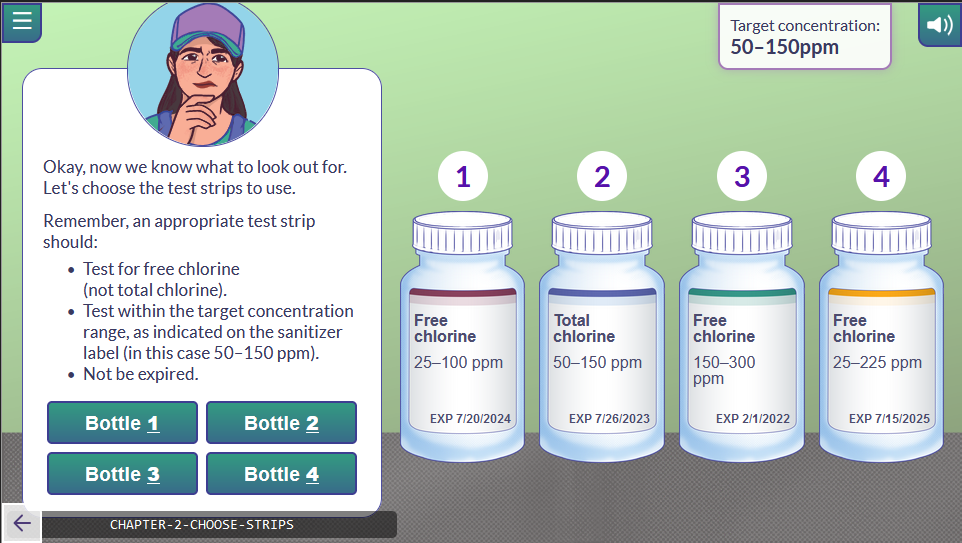 Target concentration:
50–150ppm
Okay, now we know what to look out for.
Let's choose the test strips to use.
Remember, an appropriate test strip
should:
• Test for free chlorine
(not total chlorine).
• Test within the target concentration
range, as indicated on the sanitizer
label (in this case 50–150 ppm).
• Not be expired.
Bottle 1
Bottle 2
Bottle 3
Bottle 4
1
Free
chlorine
25–100 ppm
EXP 7/20/2024
2
Total
chlorine
50–150 ppm
EXP 7/26/2023
3
Free
chlorine
150–300
ppm
EXP 2/1/2022
4
Free
chlorine
25–225 ppm
EXP 7/15/2025
CHAPTER-2-CHOOSE-STRIPS